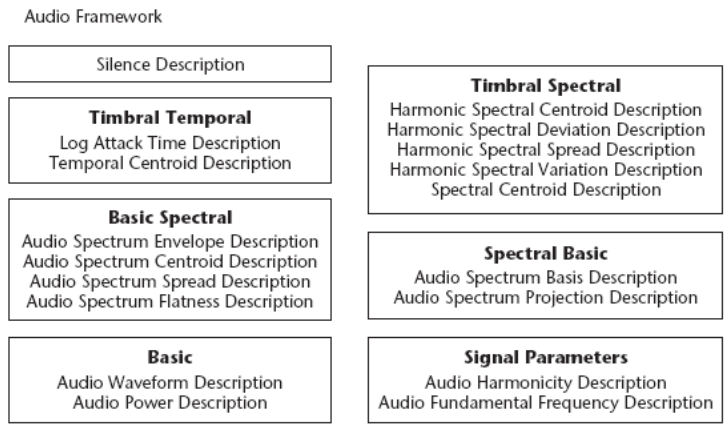 Audio Framework
Silence Description
Timbral Temporal
Log Attack Time Description
Temporal Centroid Description
Basic Spectral
Audio Spectrum Envelope Description
Audio Spectrum Centroid Description
Audio Spectrum Spread Description
Audio Spectrum Flatness Description
Basic
Audio Waveform Description
Audio Power Description
Timbral Spectral
Harmonic Spectral Centroid Description
Harmonic Spectral Deviation Description
Harmonic Spectral Spread Description
Harmonic Spectral Variation Description
Spectral Centroid Description
Spectral Basic
Audio Spectrum Basis Description
Audio Spectrum Projection Description
Signal Parameters
Audio Harmonicity Description
Audio Fundamental Frequency Description